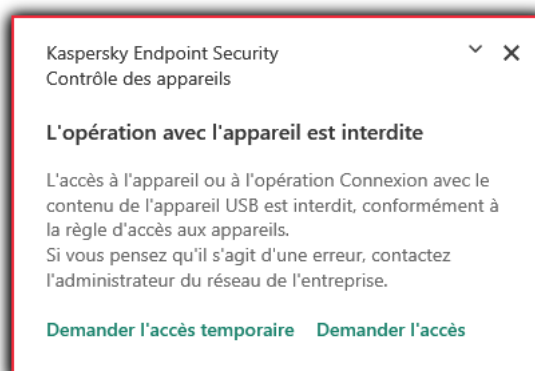 Kaspersky Endpoint Security
Contrôle des appareils
L'opération avec l'appareil est interdite
L'accès à l'appareil ou à l'opération Connexion avec le
contenu de l'appareil USB est interdit, conformément à
la règle d'accès aux appareils.
Si vous pensez qu'il s'agit d'une erreur, contactez
l'administrateur du réseau de l'entreprise.
Demander l'accès temporaire Demander l'accès